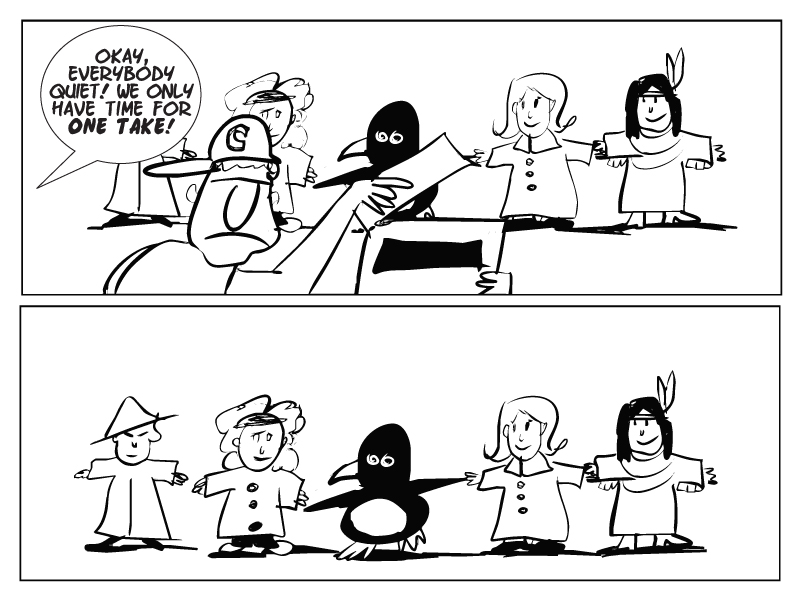 OKAY,
EVERYBODY
QUIET! WE ONLY
HAVE TIME FOR
ONE TAKE!
C